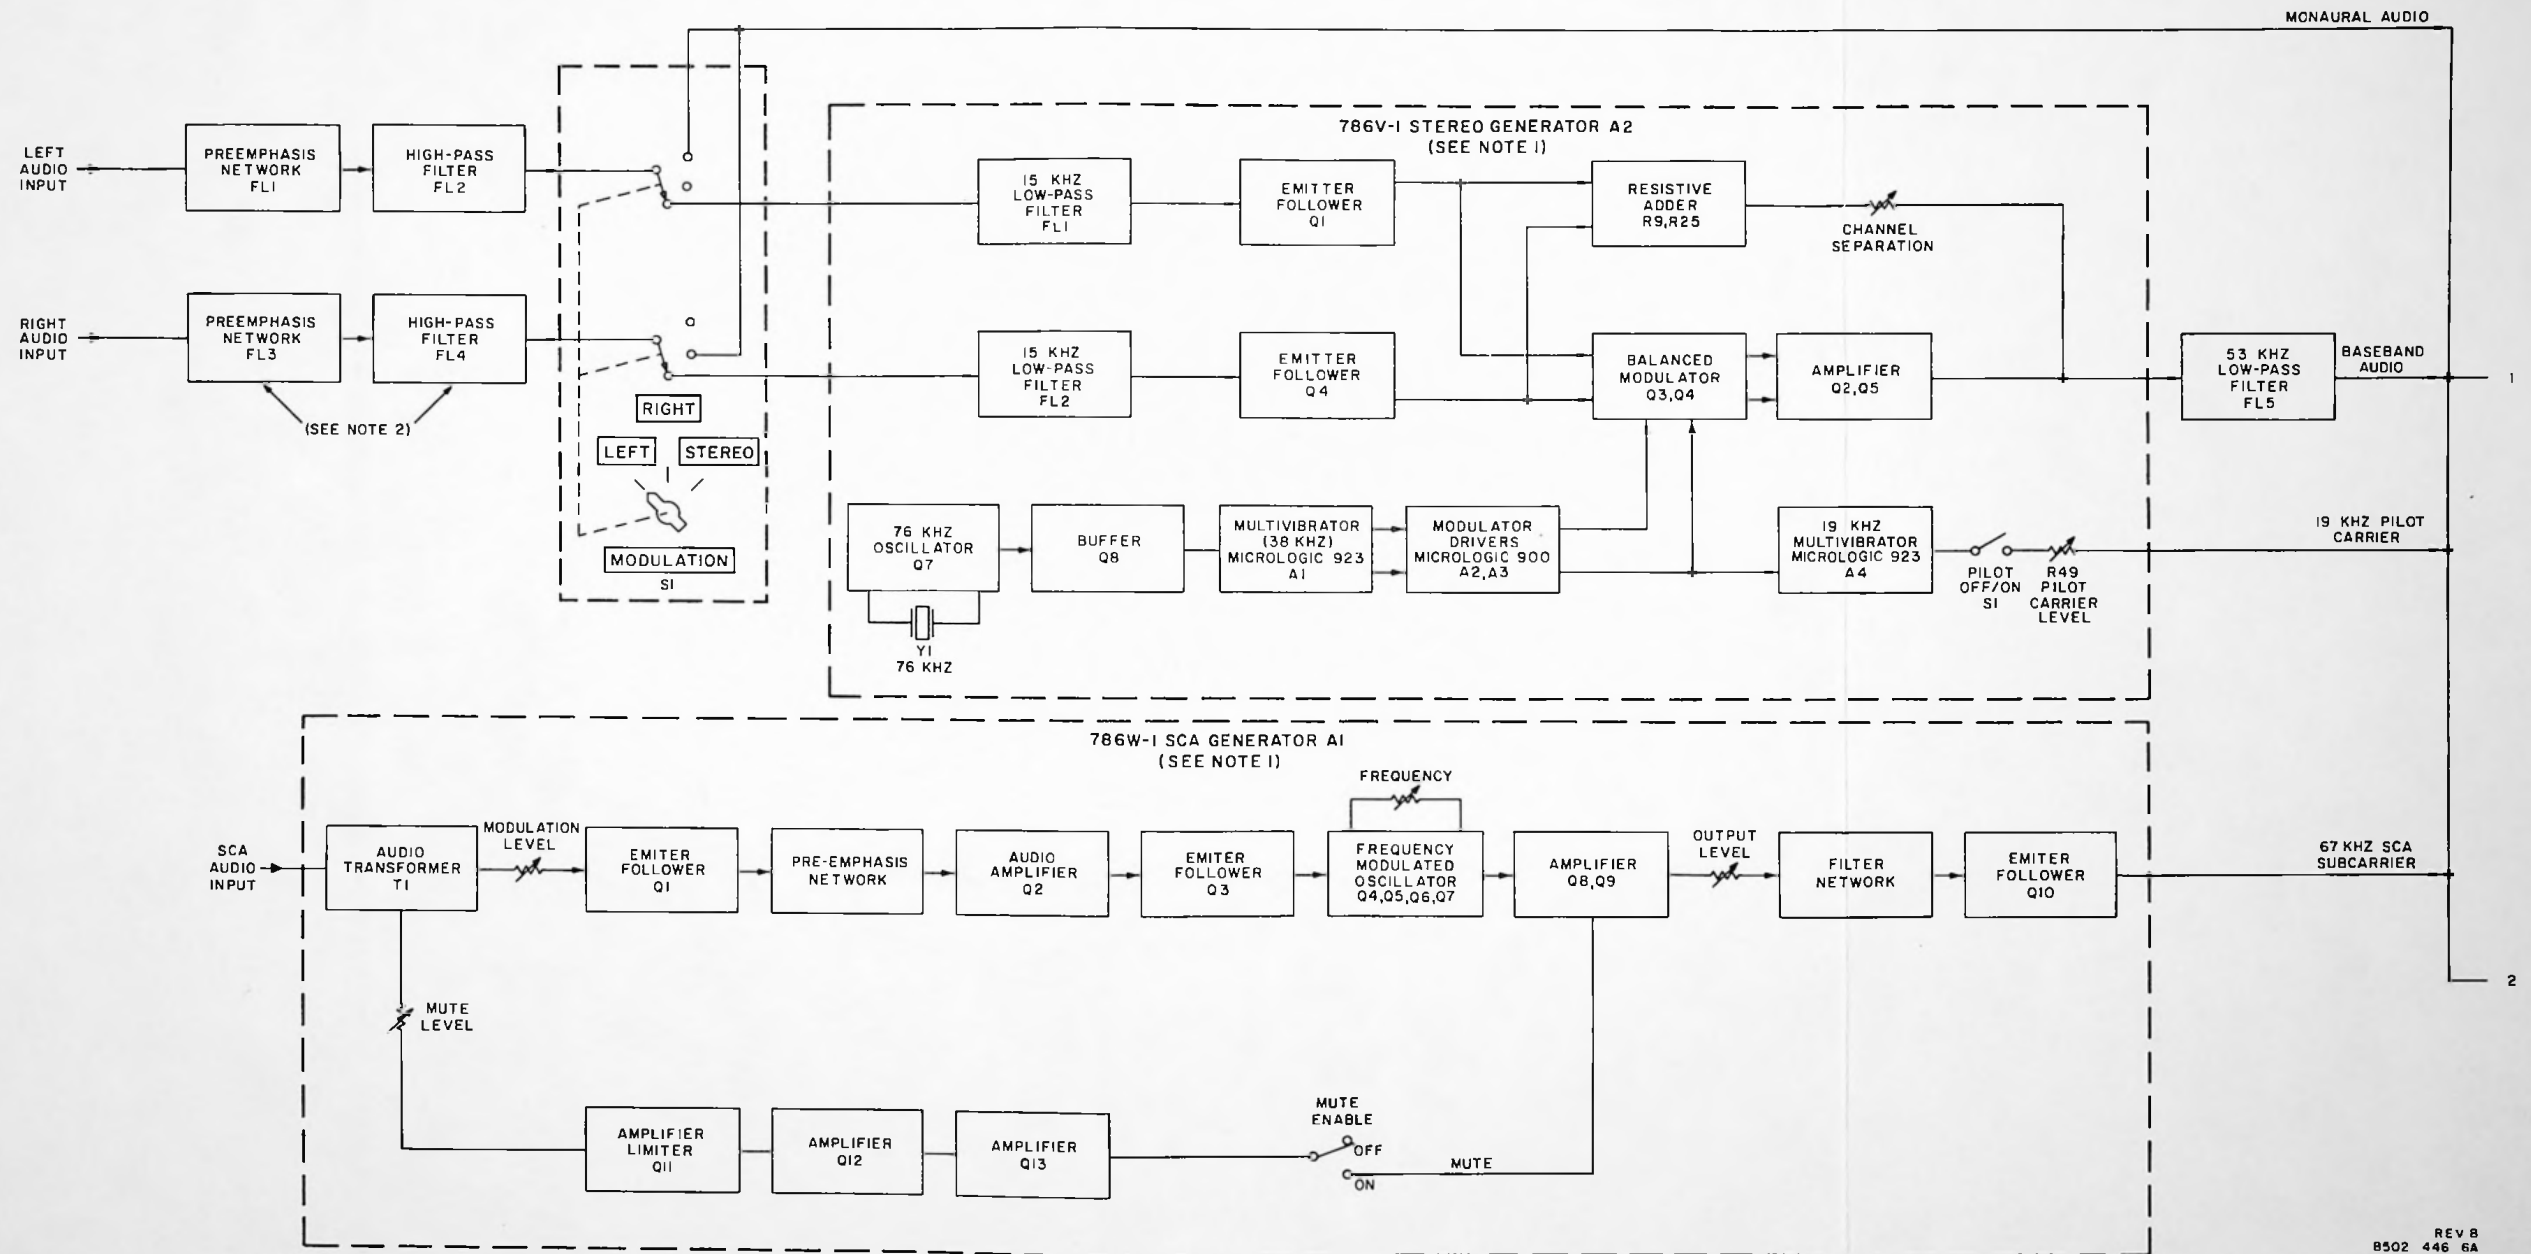 MONAURAL AUDIO
LEFT
AUDIO
INPUT
PREEMPHASIS
NETWORK
FL1
HIGH-PASS
FILTER
FL2
RIGHT
AUDIO
INPUT
PREEMPHASIS
NETWORK
FL3
HIGH-PASS
FILTER
FL4
(SEE NOTE 2)
RIGHT
LEFT
STEREO
MODULATION
S1
786V-1 STEREO GENERATOR A2
(SEE NOTE 1)
15 KHZ
LOW-PASS
FILTER
FL1
EMITTER
FOLLOWER
Q1
RESISTIVE
ADDER
R9,R25
CHANNEL
SEPARATION
15 KHZ
LOW-PASS
FILTER
FL2
EMITTER
FOLLOWER
Q4
BALANCED
MODULATOR
Q3,Q4
AMPLIFIER
Q2,Q5
53 KHZ
LOW-PASS
FILTER
FL5
BASEBAND
AUDIO
1
76 KHZ
OSCILLATOR
Q7
Y1
76 KHZ
BUFFER
Q8
MULTIVIBRATOR
(38 KHZ)
MICROLOGIC 923
A1
MODULATOR
DRIVERS
MICROLOGIC 900
A2,A3
19 KHZ
MULTIVIBRATOR
MICROLOGIC 923
A4
PILOT
OFF/ON
S1
R49
PILOT
CARRIER
LEVEL
19 KHZ PILOT
CARRIER
786W-1 SCA GENERATOR A1
(SEE NOTE 1)
SCA
AUDIO
INPUT
AUDIO
TRANSFORMER
T1
MODULATION
LEVEL
EMITER
FOLLOWER
Q1
PRE-EMPHASIS
NETWORK
AUDIO
AMPLIFIER
Q2
EMITER
FOLLOWER
Q3
FREQUENCY
FREQUENCY
MODULATED
OSCILLATOR
Q4,Q5,Q6,Q7
AMPLIFIER
Q8,Q9
OUTPUT
LEVEL
FILTER
NETWORK
EMITER
FOLLOWER
Q10
67 KHZ SCA
SUBCARRIER
2
MUTE
LEVEL
AMPLIFIER
LIMITER
Q11
AMPLIFIER
Q12
AMPLIFIER
Q13
MUTE
ENABLE
OFF
ON
MUTE
REV B
B502 446 6A